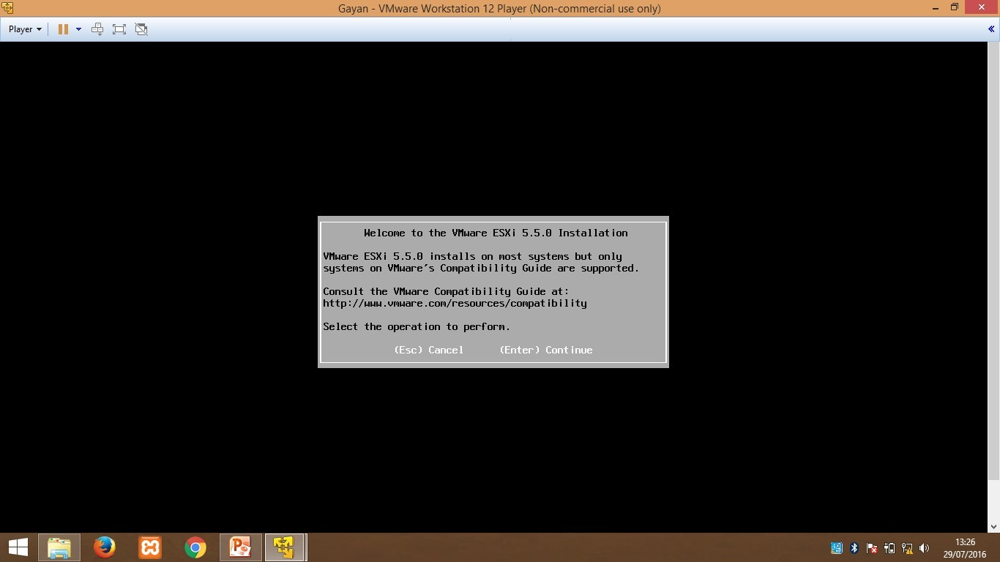 Gayan - VMware Workstation 12 Player (Non-commercial use only)
Player
Welcome to the VMware ESXi 5.5.0 Installation
VMware ESXi 5.5.0 installs on most systems but only
systems on VMware's Compatibility Guide are supported.
Consult the VMware Compatibility Guide at:
http://www.vmware.com/resources/compatibility
Select the operation to perform.
(Esc) Cancel (Enter) Continue
13:26
29/07/2016